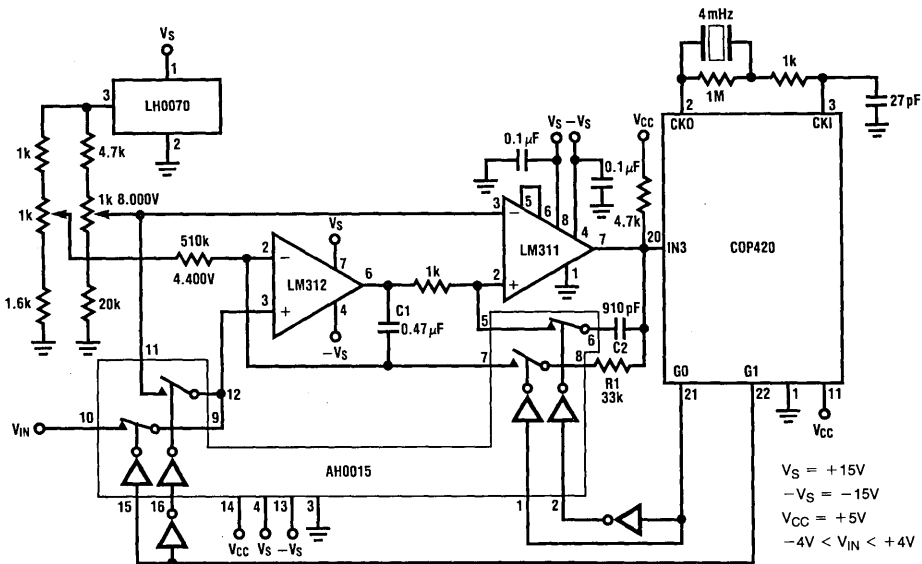 4mHz
VS
1
1k
1M
LH0070
3
2
3
27pF
2
CKO
CKI
VCC
VS -VS
0.1μF
1k
4.7k
0.1μF
1k 8.000V
3
5
6
8
4
4.7k
1k
510k
VS
LM311
7
20
IN3
COP420
2
7
4.400V
LM312
6
1k
2
1
3
4
C1
910pF
1.6k
20k
0.47μF
-VS
5
6
C2
11
7
8
12
R1
33k
G0
G1
10
9
21
22
1
11
VIN
VCC
AH0015
VS = +15V
15
16
14
4
13
3
1
2
-VS = -15V
VCC
VS
-VS
VCC = +5V
-4V < VIN < +4V